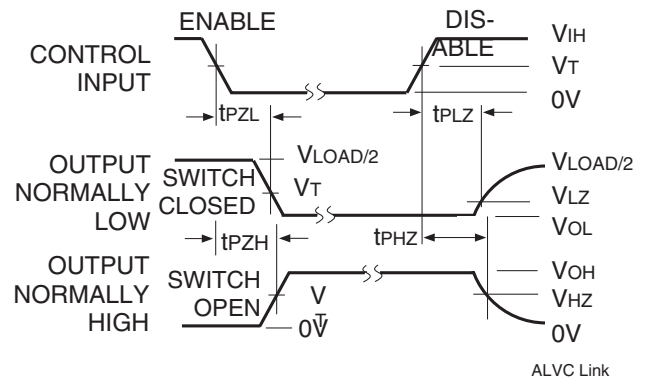 ENABLE
DIS-
ABLE
CONTROL
INPUT
VIH
VT
0V
tPZL
tPLZ
OUTPUT
NORMALLY
LOW
SWITCH
CLOSED
VLOAD/2
VT
VLOAD/2
VLZ
VOL
tPZH
tPHZ
OUTPUT
NORMALLY
HIGH
SWITCH
OPEN
VT
0V
VOH
VHZ
0V
ALVC Link